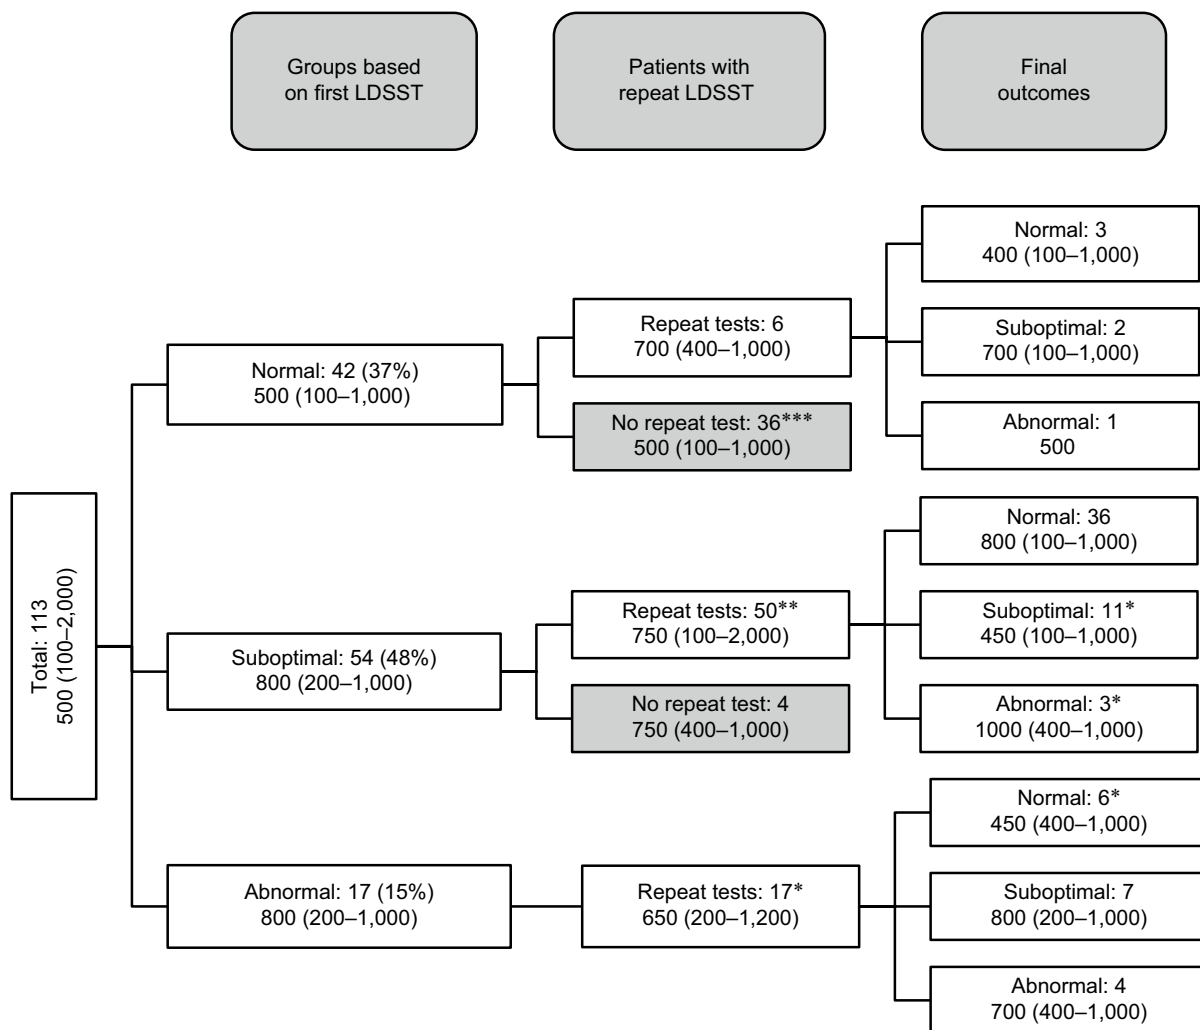 Groups based
on first LDSST
Patients with
repeat LDSST
Final
outcomes
Total: 113
500 (100–2,000)
Normal: 42 (37%)
500 (100–1,000)
Repeat tests: 6
700 (400–1,000)
No repeat test: 36***
500 (100–1,000)
Normal: 3
400 (100–1,000)
Suboptimal: 2
700 (100–1,000)
Abnormal: 1
500
Suboptimal: 54 (48%)
800 (200–1,000)
Repeat tests: 50**
750 (100–2,000)
No repeat test: 4
750 (400–1,000)
Normal: 36
800 (100–1,000)
Suboptimal: 11*
450 (100–1,000)
Abnormal: 3*
1000 (400–1,000)
Abnormal: 17 (15%)
800 (200–1,000)
Repeat tests: 17*
650 (200–1,200)
Normal: 6*
450 (400–1,000)
Suboptimal: 7
800 (200–1,000)
Abnormal: 4
700 (400–1,000)